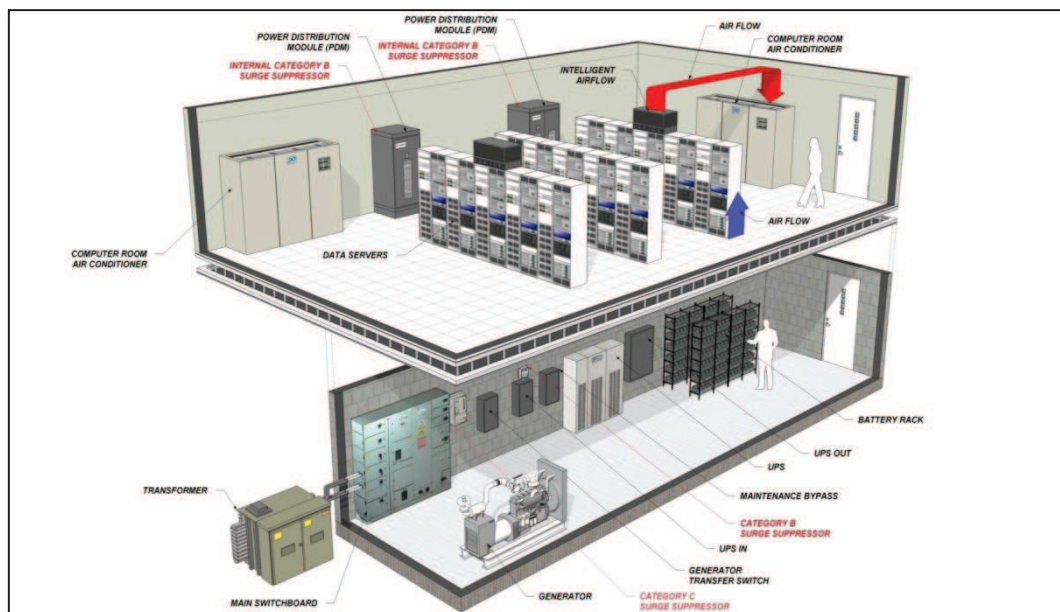 POWER DISTRIBUTION
MODULE (PDM)
INTERNAL CATEGORY B
SURGE SUPPRESSOR
POWER DISTRIBUTION
MODULE (PDM)
INTERNAL CATEGORY B
SURGE SUPPRESSOR
AIR FLOW
COMPUTER ROOM
AIR CONDITIONER
INTELLIGENT
AIRFLOW
AIR FLOW
COMPUTER ROOM
AIR CONDITIONER
DATA SERVERS
BATTERY RACK
UPS OUT
UPS
MAINTENANCE BYPASS
CATEGORY B
SURGE SUPPRESSOR
UPS IN
GENERATOR
TRANSFER SWITCH
CATEGORY C
SURGE SUPPRESSOR
GENERATOR
MAIN SWITCHBOARD
TRANSFORMER